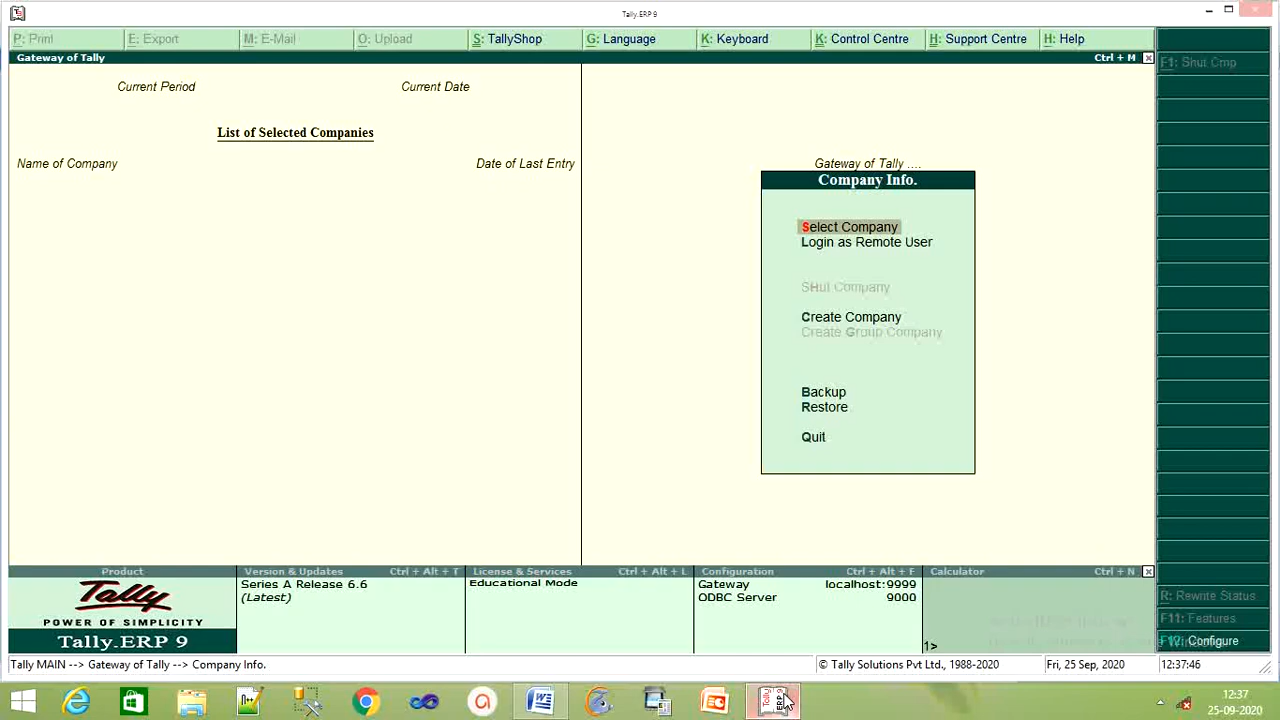 Tally.ERP 9
P: Print
E: Export
M: E-Mail
O: Upload
S: TallyShop
G: Language
K: Keyboard
K: Control Centre
H: Support Centre
H: Help
Gateway of Tally
Ctrl + M
F1: Shut Cmp
Current Period
Current Date
List of Selected Companies
Name of Company
Date of Last Entry
Gateway of Tally ....
Company Info.
Select Company
Login as Remote User
SHut Company
Create Company
Create Group Company
Backup
Restore
Quit
R: Rewrite Status
F11: Features
F12: Configure
Product
Version & Updates
Ctrl + Alt + T
License & Services
Ctrl + Alt + L
Configuration
Ctrl + Alt + F
Calculator
Ctrl + N
Tally
POWER OF SIMPLICITY
Tally.ERP 9
Series A Release 6.6
(Latest)
Educational Mode
Gateway localhost:9999
ODBC Server 9000
1>
Tally MAIN --> Gateway of Tally --> Company Info.
© Tally Solutions Pvt Ltd., 1988-2020
Fri, 25 Sep, 2020
12:37:46
12:37
25-09-2020